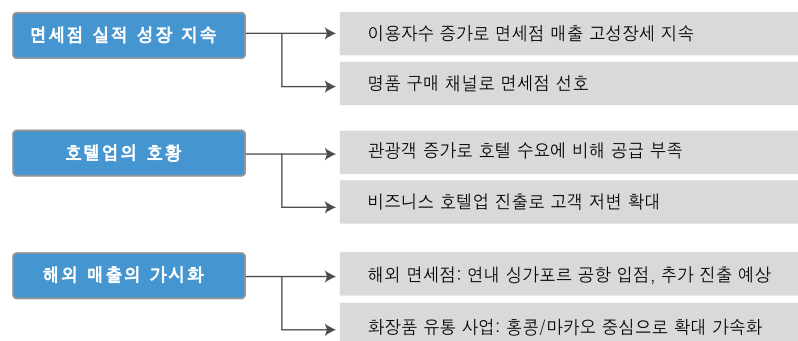 면세점 실적 성장 지속
이용자수 증가로 면세점 매출 고성장세 지속
명품 구매 채널로 면세점 선호
호텔업의 호황
관광객 증가로 호텔 수요에 비해 공급 부족
비즈니스 호텔업 진출로 고객 저변 확대
해외 매출의 가시화
해외 면세점: 연내 싱가포르 공항 입점, 추가 진출 예상
화장품 유통 사업: 홍콩/마카오 중심으로 확대 가속화